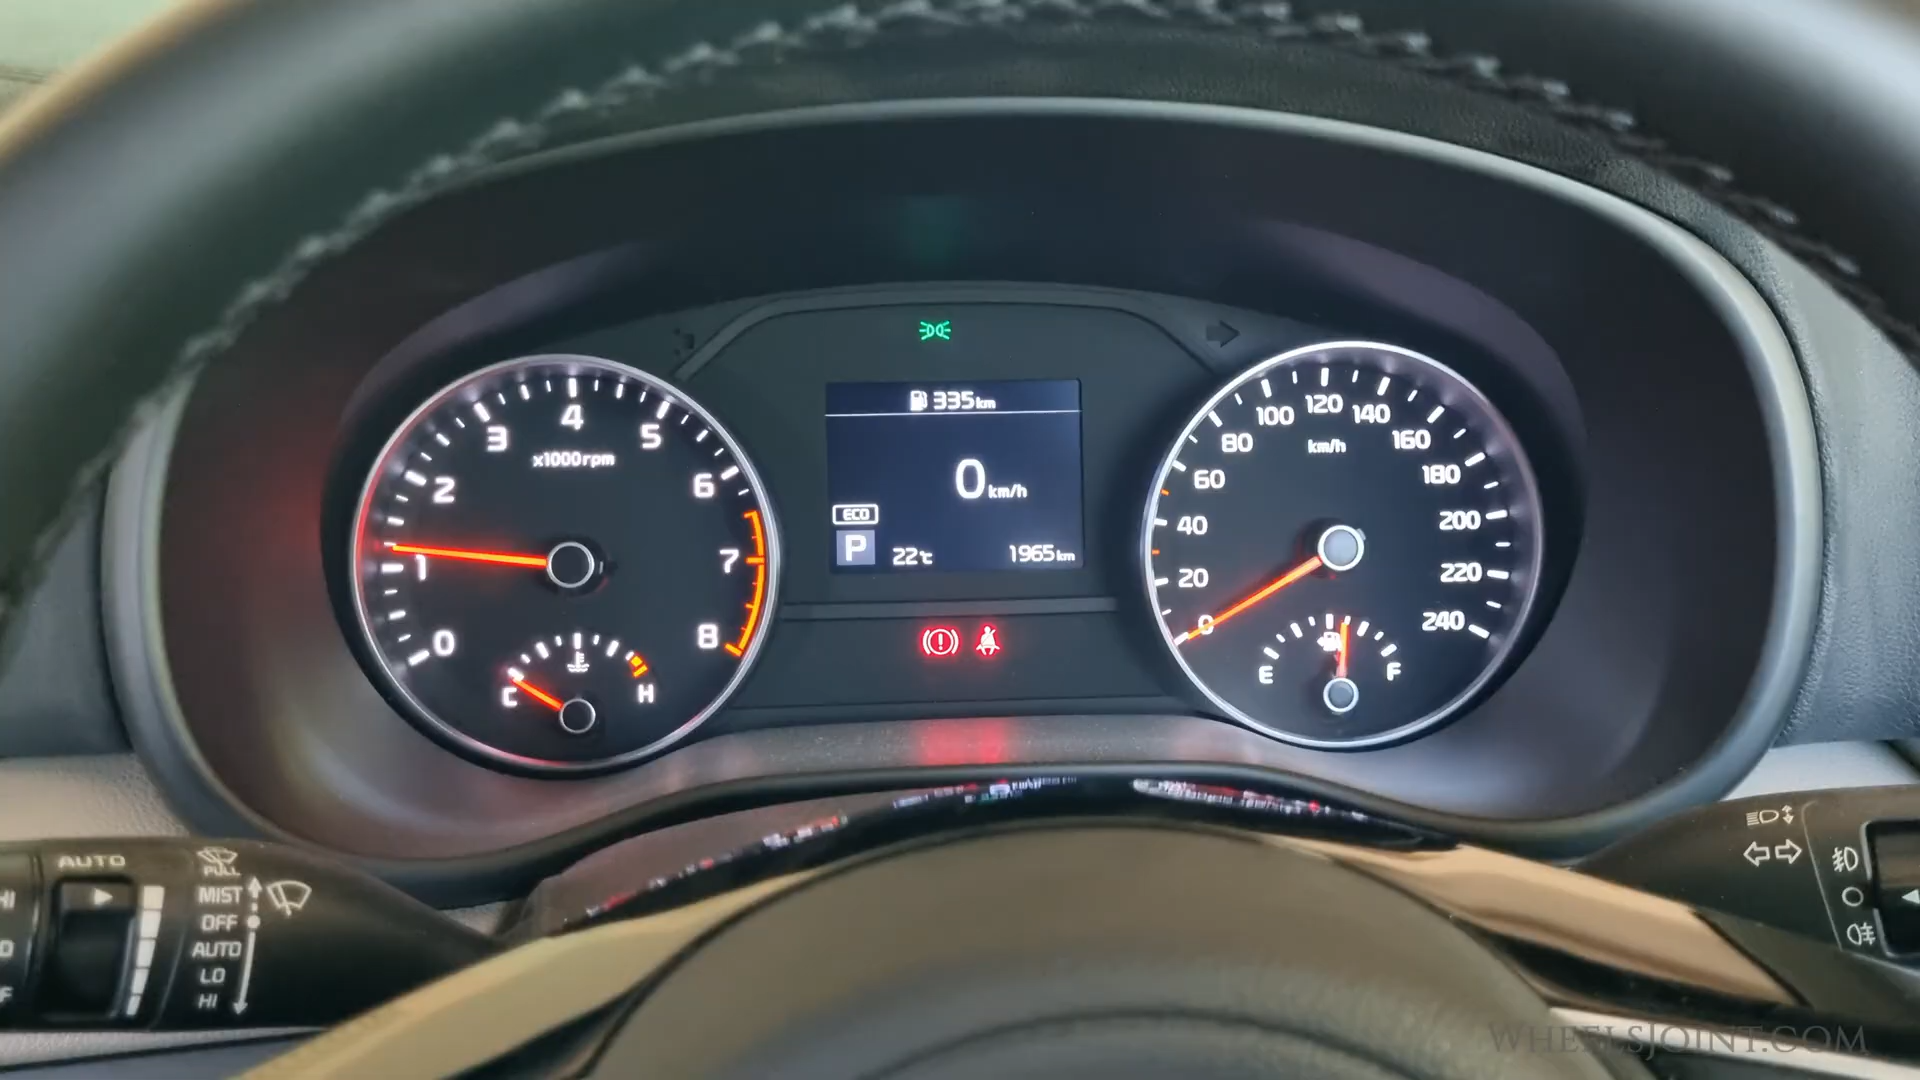 335km
0km/h
ECO
P
22°C
1965km
0
1
2
3
4
5
6
7
8
x1000rpm
C
H
0
20
40
60
80
100
120
140
160
180
200
220
240
km/h
E
F
AUTO
HI
PULL
MIST
OFF
AUTO
LO
HI
WHEELSJOINT.COM